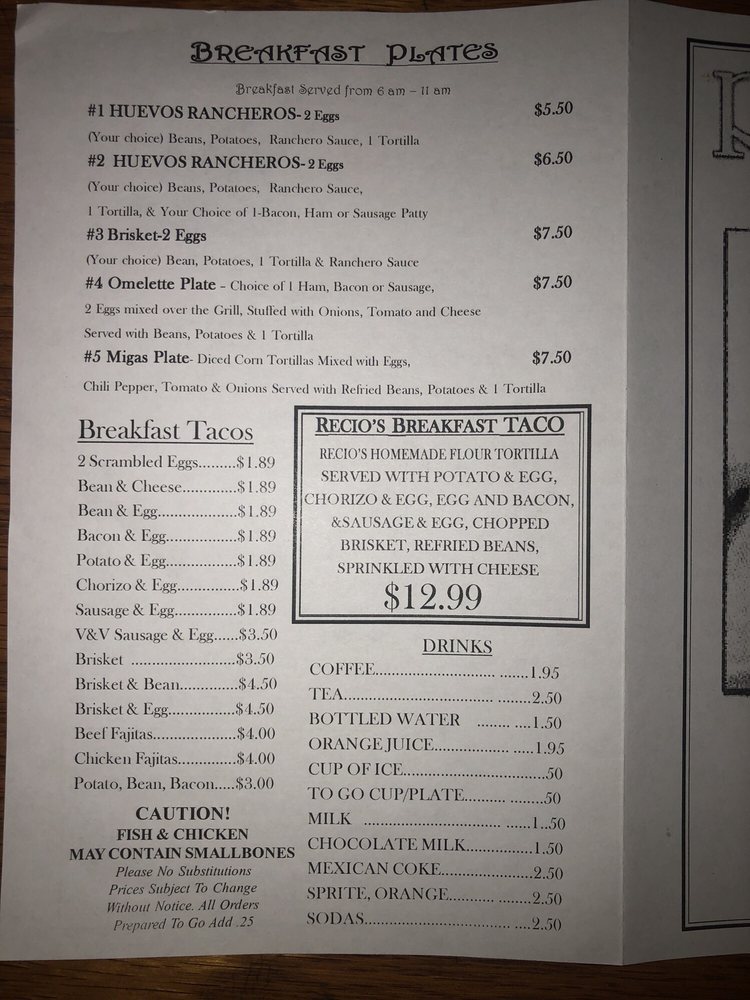 BREAKFAST PLATES
Breakfast Served from 6 am – 11 am
#1 HUEVOS RANCHEROS- 2 Eggs $5.50
(Your choice) Beans, Potatoes, Ranchero Sauce, 1 Tortilla
#2 HUEVOS RANCHEROS- 2 Eggs $6.50
(Your choice) Beans, Potatoes, Ranchero Sauce,
1 Tortilla, & Your Choice of 1-Bacon, Ham or Sausage Patty
#3 Brisket-2 Eggs $7.50
(Your choice) Bean, Potatoes, 1 Tortilla & Ranchero Sauce
#4 Omelette Plate – Choice of 1 Ham, Bacon or Sausage, $7.50
2 Eggs mixed over the Grill, Stuffed with Onions, Tomato and Cheese
Served with Beans, Potatoes & 1 Tortilla
#5 Migas Plate- Diced Corn Tortillas Mixed with Eggs, $7.50
Chili Pepper, Tomato & Onions Served with Refried Beans, Potatoes & 1 Tortilla
Breakfast Tacos
2 Scrambled Eggs.........$1.89
Bean & Cheese.............$1.89
Bean & Egg...................$1.89
Bacon & Egg.................$1.89
Potato & Egg.................$1.89
Chorizo & Egg...............$1.89
Sausage & Egg...............$1.89
V&V Sausage & Egg......$3.50
Brisket .........................$3.50
Brisket & Bean..............$4.50
Brisket & Egg................$4.50
Beef Fajitas....................$4.00
Chicken Fajitas..............$4.00
Potato, Bean, Bacon.....$3.00
CAUTION!
FISH & CHICKEN
MAY CONTAIN SMALLBONES
Please No Substitutions
Prices Subject To Change
Without Notice. All Orders
Prepared To Go Add .25
RECIO'S BREAKFAST TACO
RECIO'S HOMEMADE FLOUR TORTILLA
SERVED WITH POTATO & EGG,
CHORIZO & EGG, EGG AND BACON,
&SAUSAGE & EGG, CHOPPED
BRISKET, REFRIED BEANS,
SPRINKLED WITH CHEESE
$12.99
DRINKS
COFFEE............................. .......1.95
TEA.................................... ........2.50
BOTTLED WATER ........ ....1.50
ORANGE JUICE.................. .....1.95
CUP OF ICE..................................50
TO GO CUP/PLATE.......... ........50
MILK ................................. ......1..50
CHOCOLATE MILK................1.50
MEXICAN COKE......................2.50
SPRITE, ORANGE.............. ......2.50
SODAS.................................... ....2.50